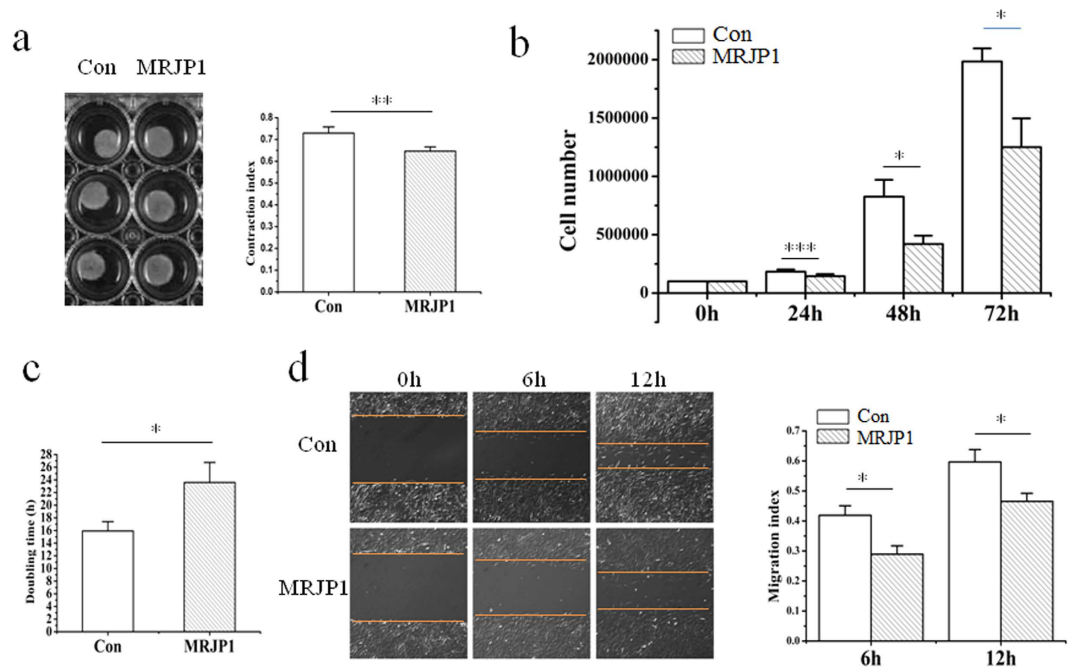 a
Con MRJP1
**
Contraction index
0.8
0.7
0.6
0.5
0.4
0.3
0.2
0.1
0.0
Con MRJP1
b
Con
MRJP1
*
*
***
Cell number
2000000
1500000
1000000
500000
0
0h 24h 48h 72h
c
*
Doubling time (h)
28
26
24
22
20
18
16
14
12
10
8
6
4
2
0
Con MRJP1
d
0h 6h 12h
Con
MRJP1
Con
MRJP1
*
*
Migration index
0.7
0.6
0.5
0.4
0.3
0.2
0.1
0.0
6h 12h